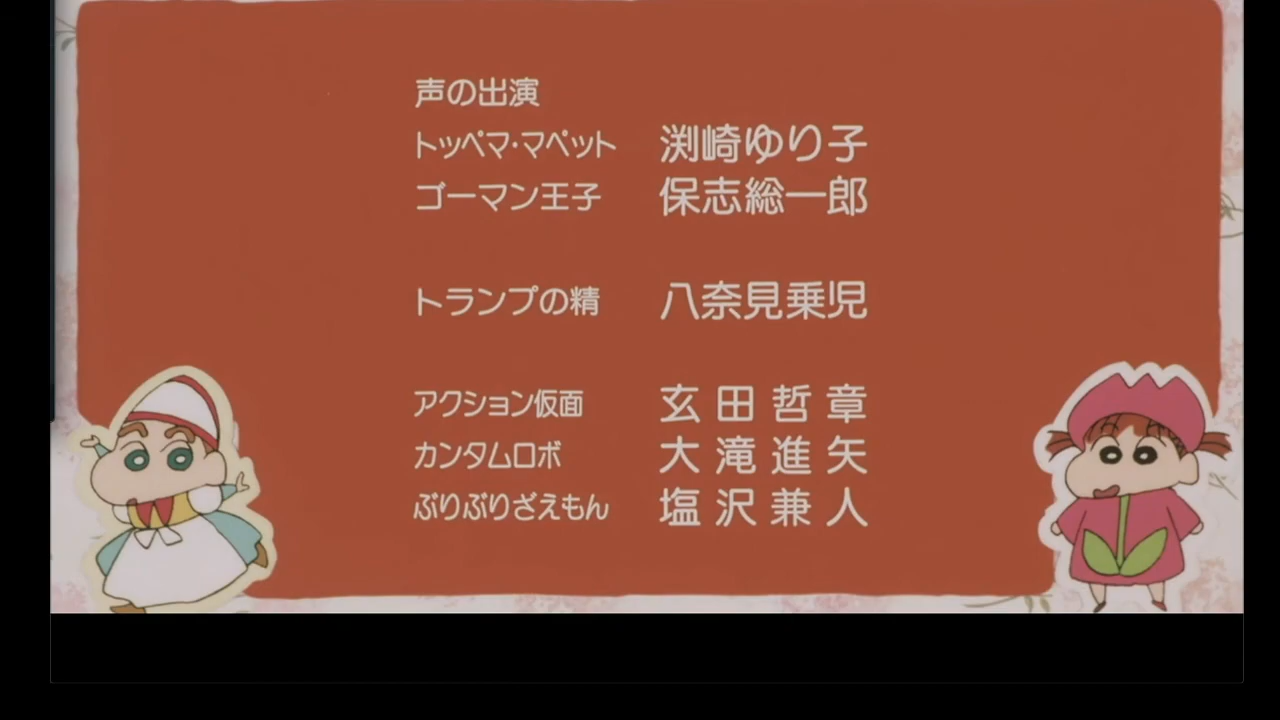 声の出演
トッペマ・マペット 渕崎ゆり子
ゴーマン王子 保志総一郎
トランプの精 八奈見乗児
アクション仮面 玄田哲章
カンタムロボ 大滝進矢
ぶりぶりざえもん 塩沢兼人